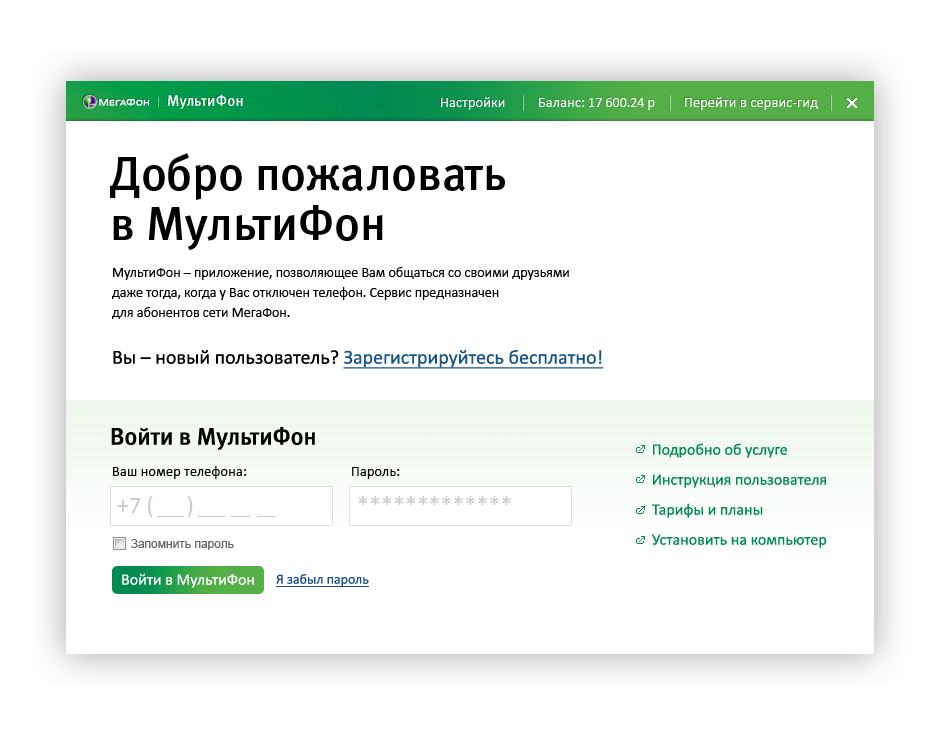 МегаФон | МультиФон
Настройки | Баланс: 17 600.24 р | Перейти в сервис-гид | ✕
Добро пожаловать
в МультиФон
МультиФон – приложение, позволяющее Вам общаться со своими друзьями
даже тогда, когда у Вас отключен телефон. Сервис предназначен
для абонентов сети МегаФон.
Вы – новый пользователь? Зарегистрируйтесь бесплатно!
Войти в МультиФон
Ваш номер телефона:
Пароль:
+7 (__) __ __ __
*************
Запомнить пароль
Войти в МультиФон
Я забыл пароль
Подробно об услуге
Инструкция пользователя
Тарифы и планы
Установить на компьютер